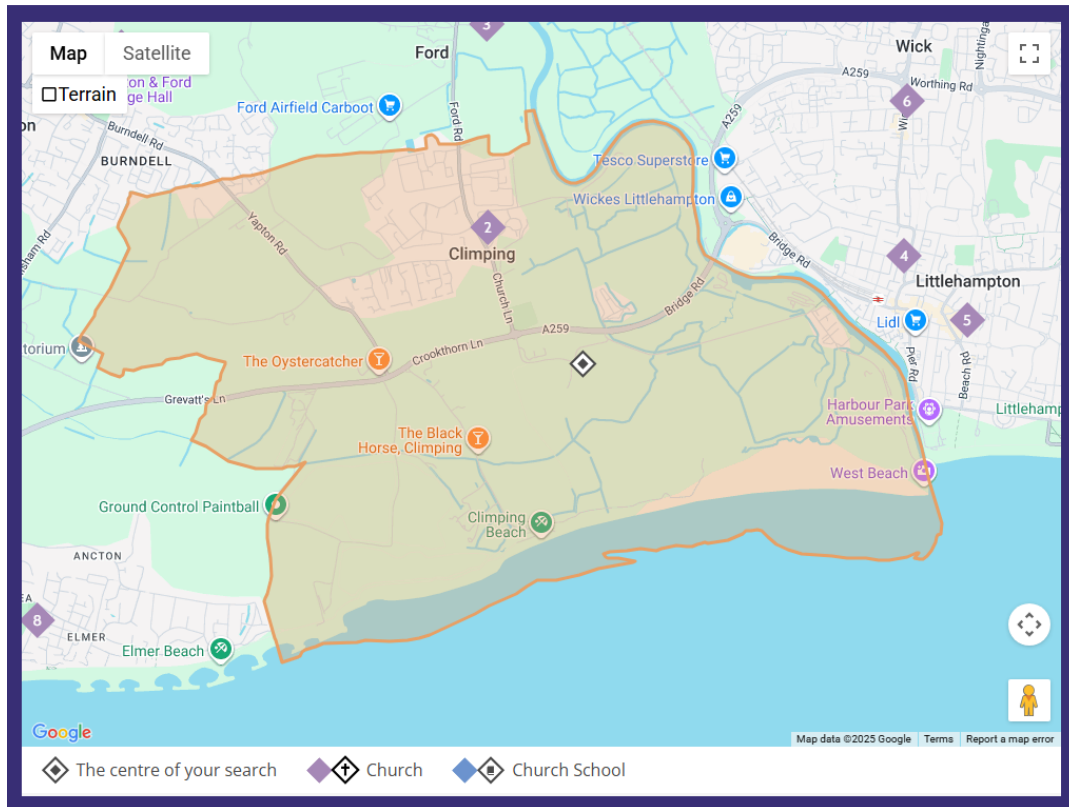 Map
Satellite
Terrain
on & Ford
ge Hall
on
3
Ford
Ford Airfield Carboot
Ford Rd
Wick
A259
Worthing Rd
6
A259
Burndell Rd
BURNDELL
Tesco Superstore
Wickes Littlehampton
Yapton Rd
2
Climping
Church Ln
Bridge Rd
Bridge Rd
4
Littlehampton
5
Lidl
Pier Rd
Beach Rd
torium
The Oystercatcher
Crookthorn Ln
A259
Grevatt's Ln
The Black
Horse, Climping
Harbour Park
Amusements
Littlehamp
West Beach
Ground Control Paintball
Climping
Beach
ANCTON
EA
8
ELMER
Elmer Beach
Google
Map data ©2025 Google
Terms
Report a map error
The centre of your search
Church
Church School